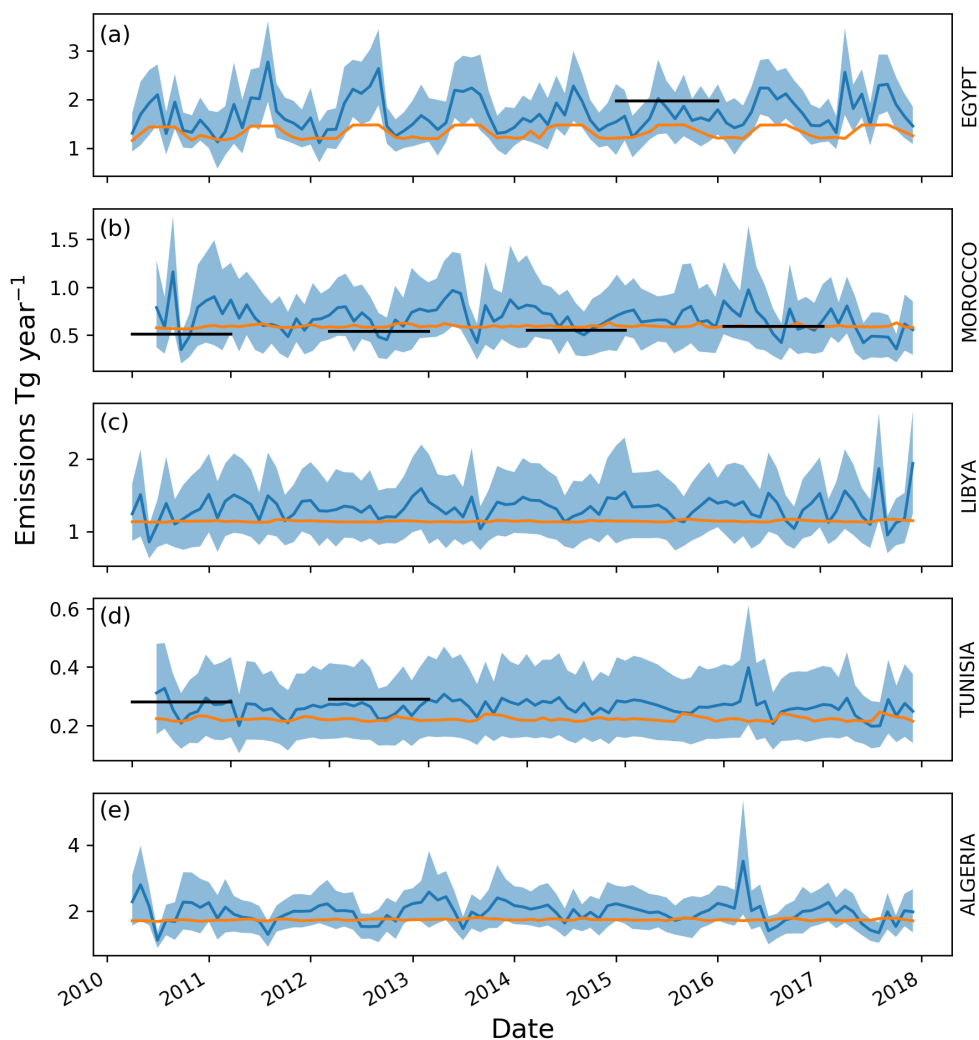 (a)
3
2
1
EGYPT
(b)
1.5
1.0
0.5
MOROCCO
(c)
2
1
LIBYA
(d)
0.6
0.4
0.2
TUNISIA
(e)
4
2
ALGERIA
Emissions Tg year⁻¹
2010 2011 2012 2013 2014 2015 2016 2017 2018
Date